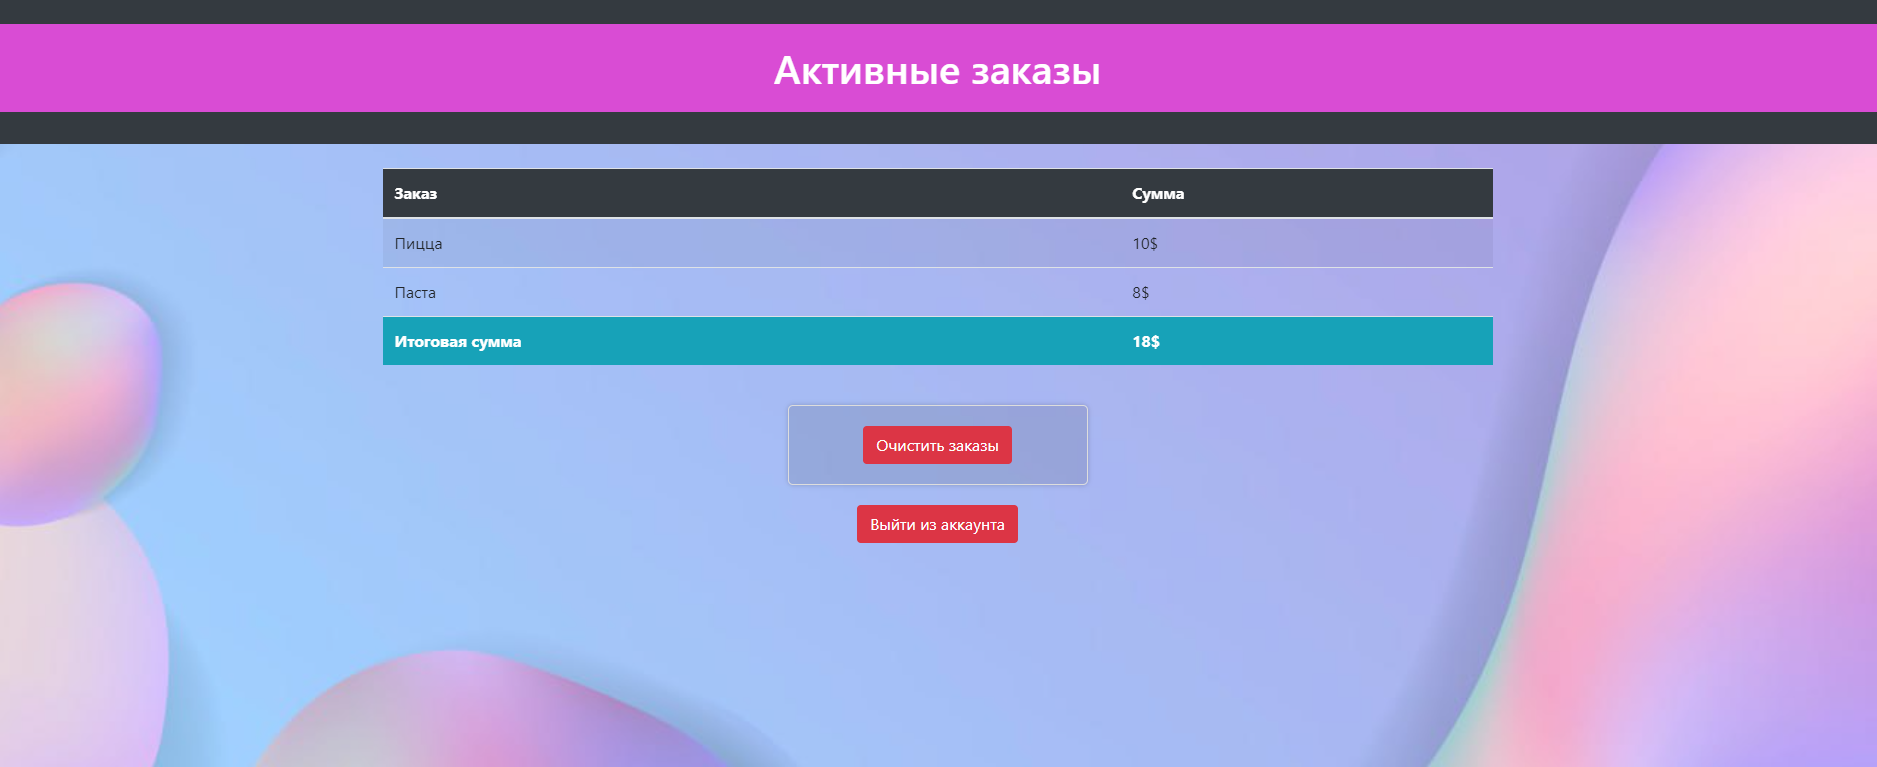 Активные заказы
Заказ Сумма
Пицца 10$
Паста 8$
Итоговая сумма 18$
Очистить заказы
Выйти из аккаунта